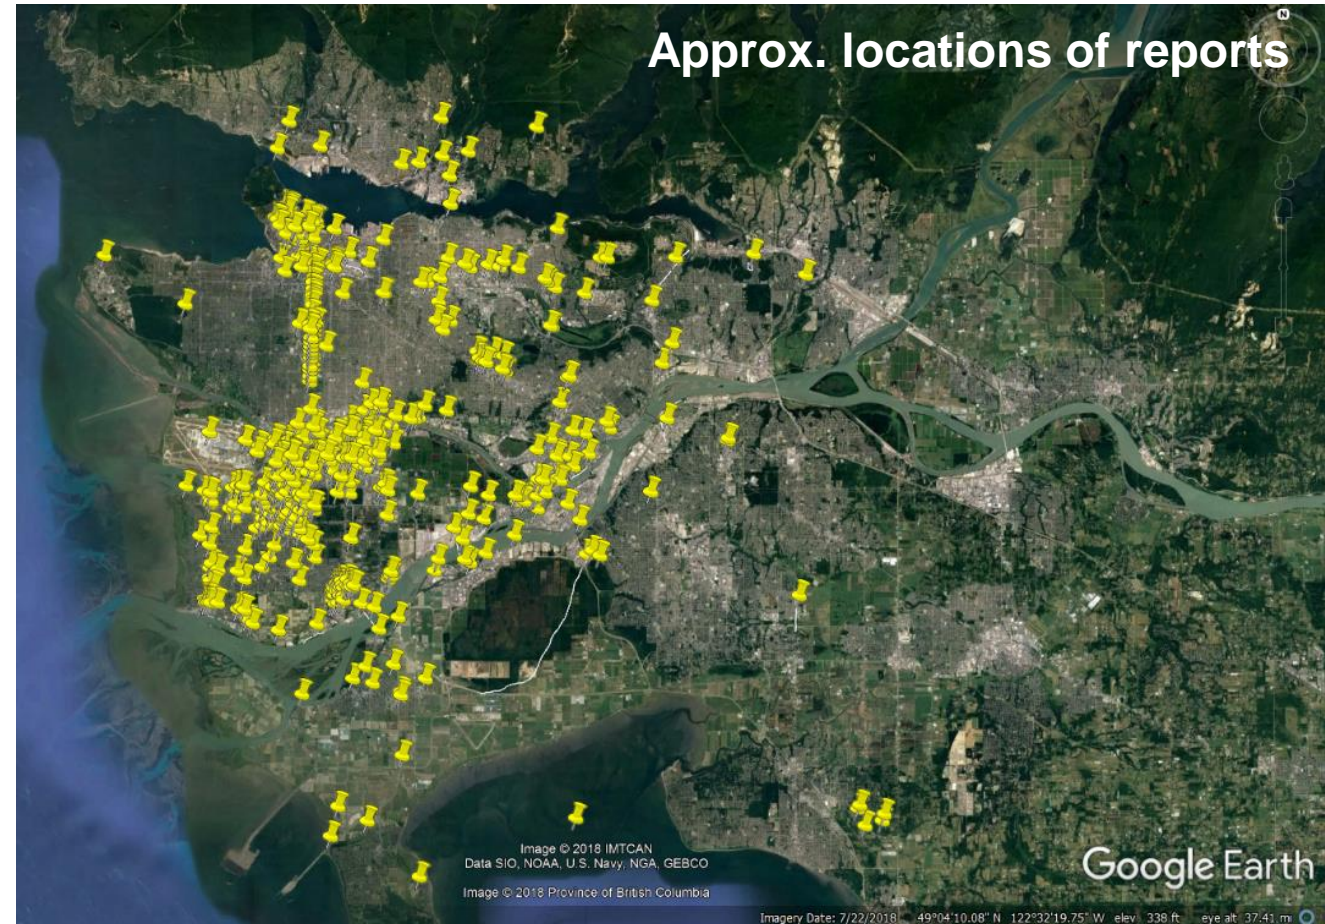 Approx. locations of reports
N
Image © 2018 IMTCAN
Data SIO, NOAA, U.S. Navy, NGA, GEBCO
Image © 2018 Province of British Columbia
Google Earth
Imagery Date: 7/22/2018 49°04'10.08" N 122°32'19.75" W elev 338 ft eye alt 37.41 m